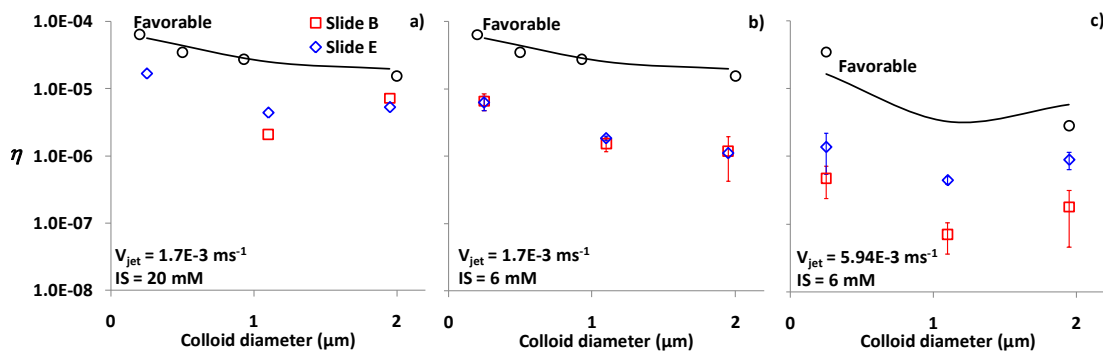 1.0E-04
1.0E-05
1.0E-06
1.0E-07
1.0E-08
η
Favorable
Slide B
Slide E
a)
V_jet = 1.7E-3 ms⁻¹
IS = 20 mM
0 1 2
Colloid diameter (µm)
b)
V_jet = 1.7E-3 ms⁻¹
IS = 6 mM
0 1 2
Colloid diameter (µm)
c)
Favorable
V_jet = 5.94E-3 ms⁻¹
IS = 6 mM
0 1 2
Colloid diameter (µm)